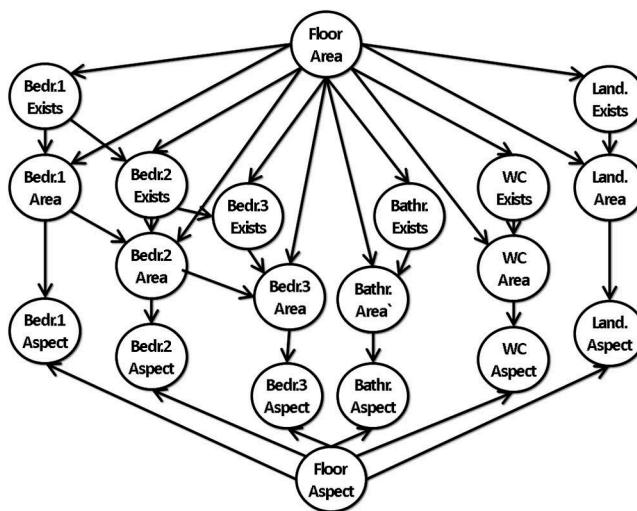 Floor
Area
Bedr.1
Exists
Land.
Exists
Bedr.1
Area
Bedr.2
Exists
Bedr.3
Exists
Bathr.
Exists
WC
Exists
Land.
Area
Bedr.2
Area
Bedr.3
Area
Bathr.
Area`
WC
Area
Bedr.1
Aspect
Bedr.2
Aspect
Bedr.3
Aspect
Bathr.
Aspect
WC
Aspect
Land.
Aspect
Floor
Aspect